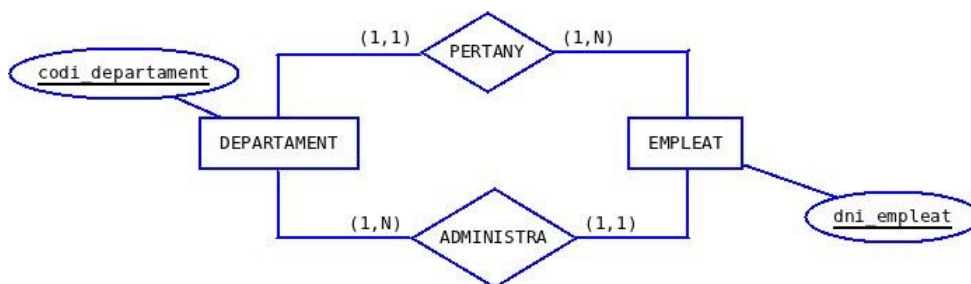 (1,1)
PERTANY
(1,N)
codi_departament
DEPARTAMENT
EMPLEAT
dni_empleat
(1,N)
ADMINISTRA
(1,1)